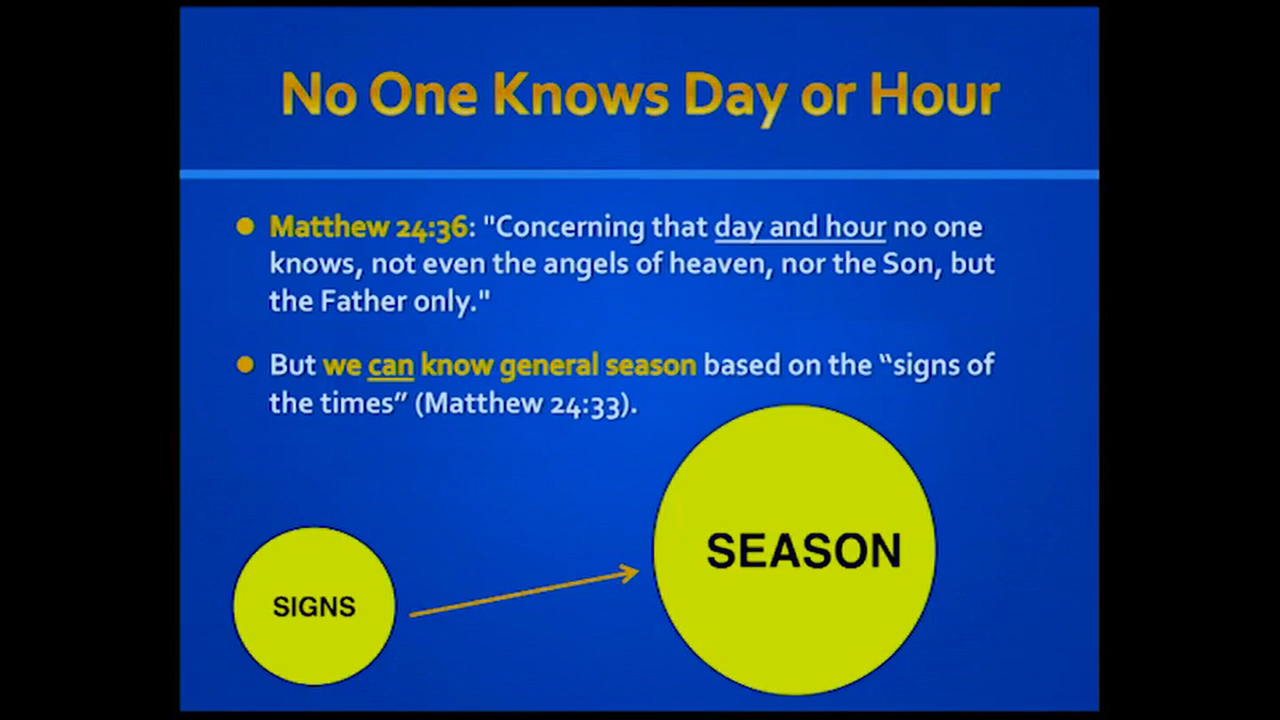 No One Knows Day or Hour
Matthew 24:36: "Concerning that day and hour no one
knows, not even the angels of heaven, nor the Son, but
the Father only."
But we can know general season based on the “signs of
the times” (Matthew 24:33).
SEASON
SIGNS